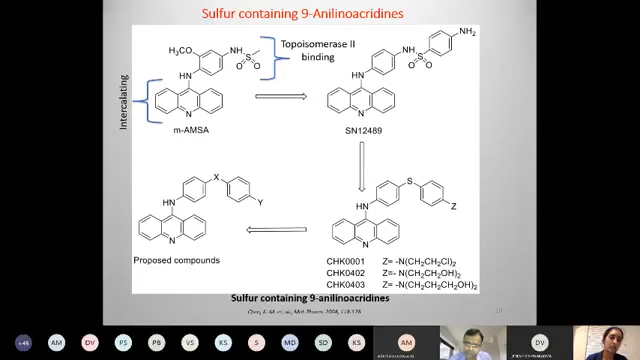 Sulfur containing 9-Anilinoacridines
H₃CO
NH
S
O O
HN
N
m-AMSA
Intercalating
Topoisomerase II
binding
NH₂
NH
S
O O
HN
N
SN12489
X
Y
HN
N
Proposed compounds
S
Z
HN
N
CHK0001 Z= -N(CH₂CH₂Cl)₂
CHK0402 Z=- N(CH₂CH₂OH)₂
CHK0403 Z= -N(CH₂CH₂CH₂OH)₂
Sulfur containing 9-anilinoacridines
+45 AM DV PS PB VS KS S MD SD KS AM DV